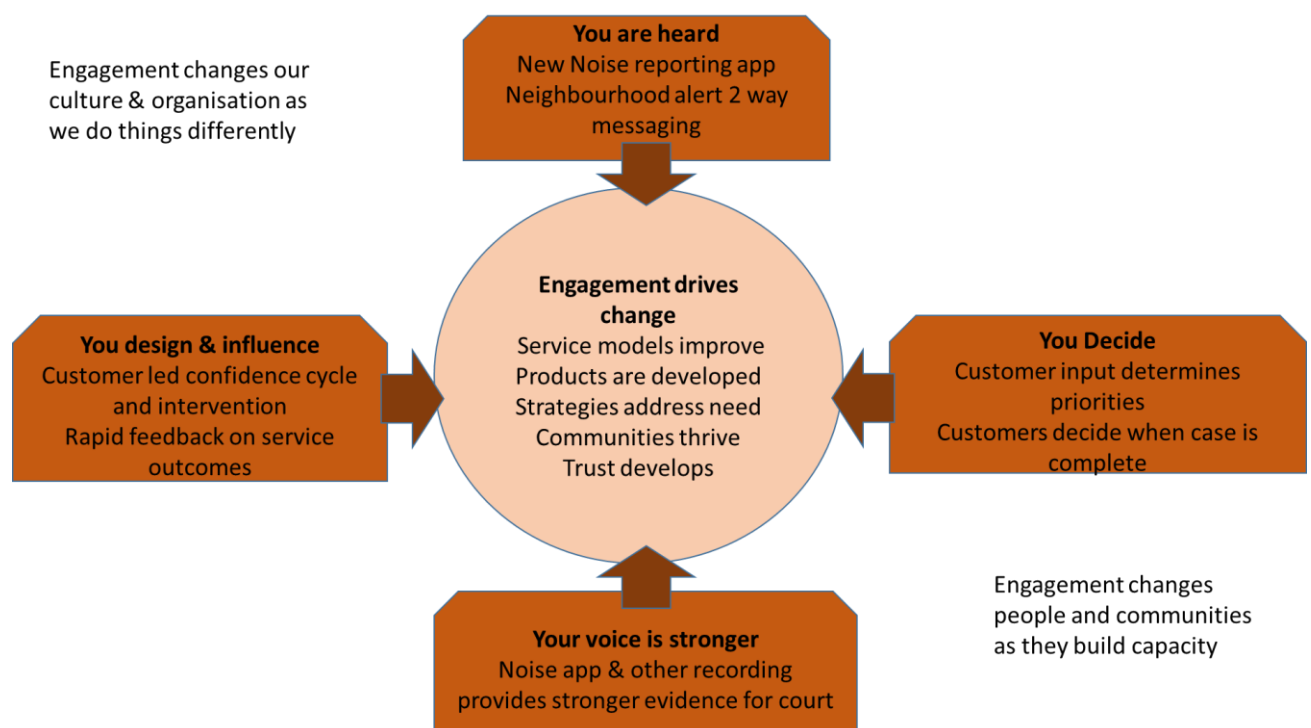 You are heard
New Noise reporting app
Neighbourhood alert 2 way
messaging
Engagement changes our
culture & organisation as
we do things differently
Engagement drives
change
Service models improve
Products are developed
Strategies address need
Communities thrive
Trust develops
You design & influence
Customer led confidence cycle
and intervention
Rapid feedback on service
outcomes
You Decide
Customer input determines
priorities
Customers decide when case is
complete
Your voice is stronger
Noise app & other recording
provides stronger evidence for court
Engagement changes
people and communities
as they build capacity